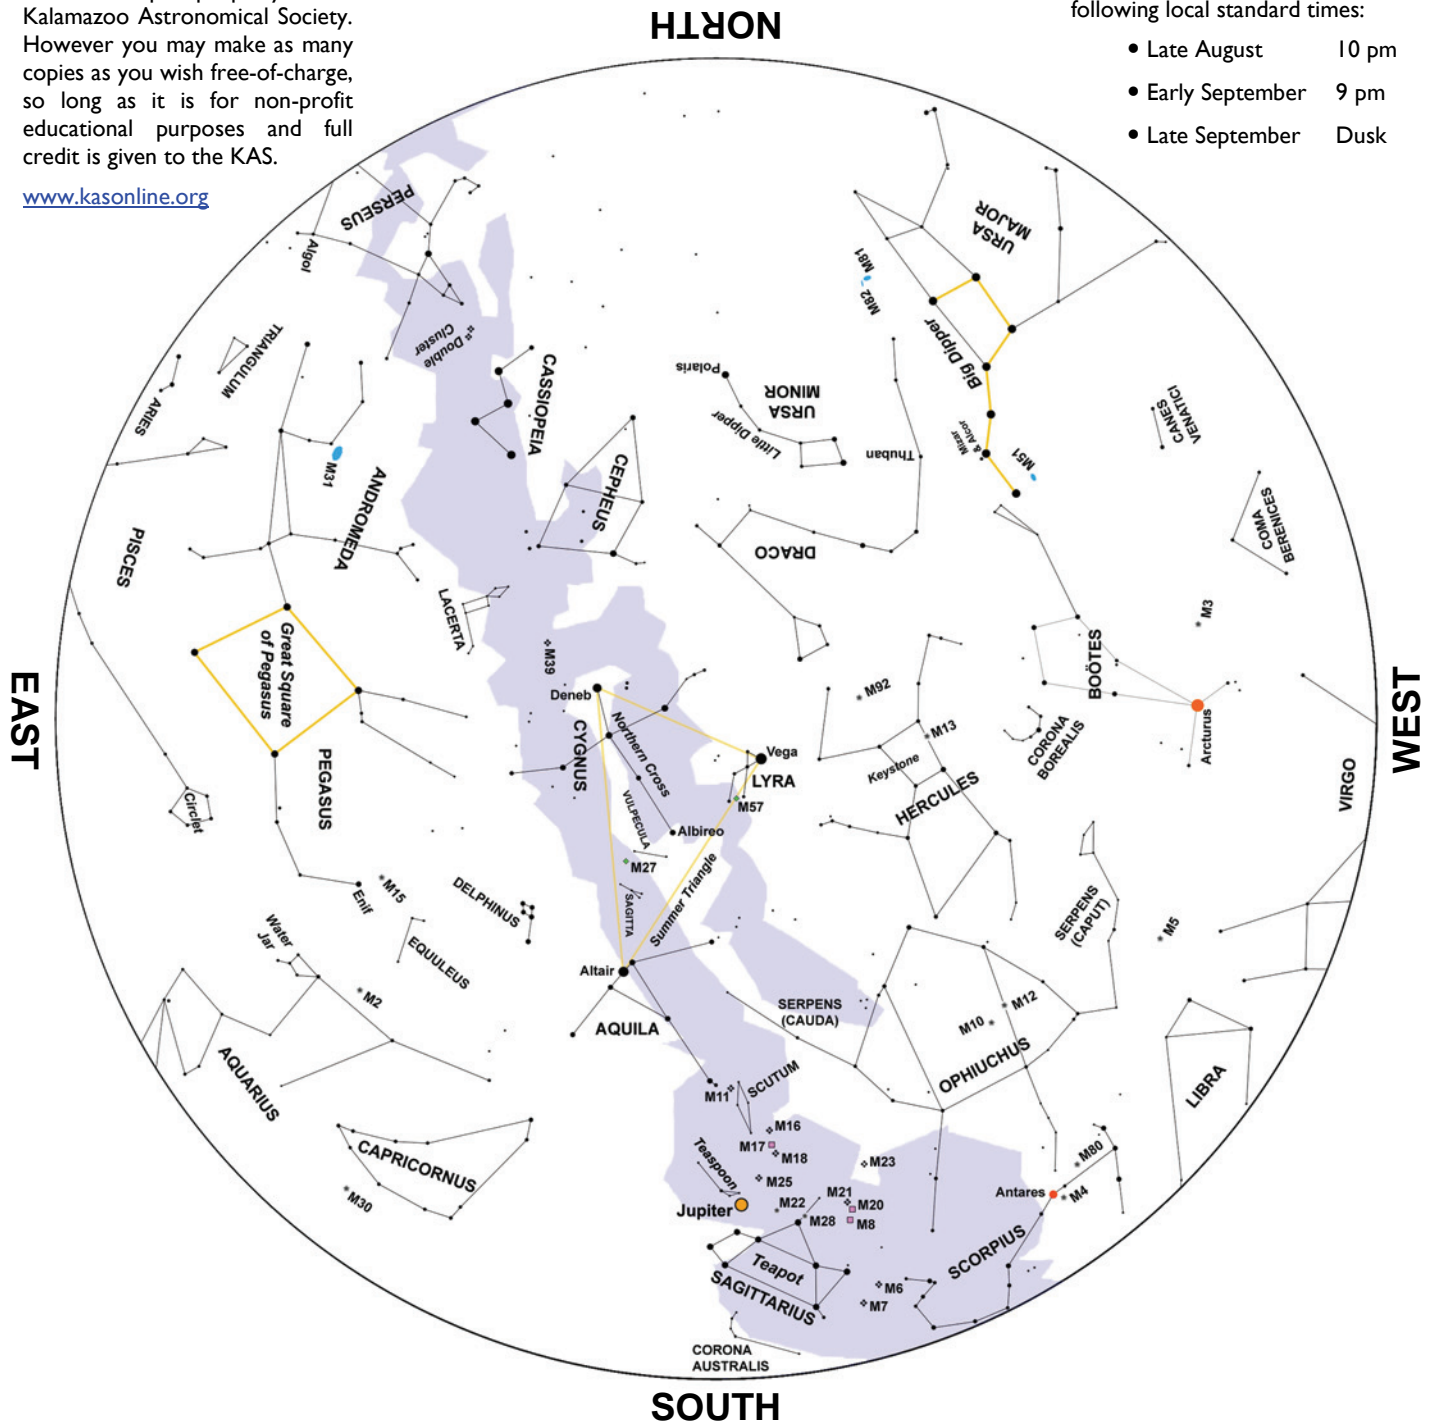 Kalamazoo Astronomical Society.
However you may make as many
copies as you wish free-of-charge,
so long as it is for non-profit
educational purposes and full
credit is given to the KAS.
www.kasonline.org
following local standard times:
• Late August 10 pm
• Early September 9 pm
• Late September Dusk
NORTH
PERSEUS
Algol
URSA
MAJOR
M81
M82
Double
Cluster
TRIANGULUM
ARIES
CASSIOPEIA
Polaris
URSA
MINOR
Little Dipper
Big Dipper
Mizar
& Alcor
M51
Thuban
CANES
VENATICI
M31
ANDROMEDA
CEPHEUS
COMA
BERENICES
PISCES
DRACO
LACERTA
M3
Great Square
of Pegasus
M39
BOÖTES
EAST
Deneb
M92
WEST
Northern Cross
CYGNUS
M13
Arcturus
CORONA
BOREALIS
Vega
LYRA
Keystone
HERCULES
VIRGO
PEGASUS
Circlet
M57
VULPECULA
Albireo
M27
M15
Enif
DELPHINUS
SAGITTA
Summer Triangle
SERPENS
(CAPUT)
M5
Water
Jar
EQUULEUS
Altair
M2
AQUILA
SERPENS
(CAUDA)
M12
M10
OPHIUCHUS
AQUARIUS
M11
SCUTUM
LIBRA
M16
M17
M18
CAPRICORNUS
Teaspoon
M23
M80
M25
M30
Antares
M4
Jupiter
M22
M21
M20
M28
M8
SCORPIUS
Teapot
SAGITTARIUS
M6
M7
CORONA
AUSTRALIS
SOUTH